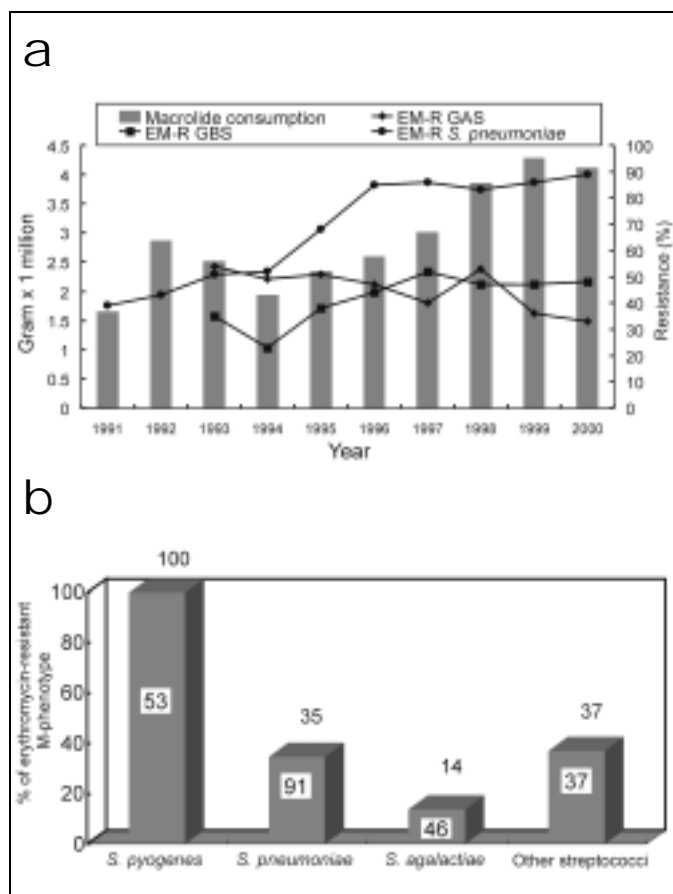 a
Macrolide consumption EM-R GAS
EM-R GBS EM-R S. pneumoniae
4.5 100
4 90
3.5 80
3 70
2.5 60
2 50
1.5 40
1 30
0.5 20
0 10
0
Gram x 1 million
Resistance (%)
1991 1992 1993 1994 1995 1996 1997 1998 1999 2000
Year
b
100
100
80
60
40
20
0
% of erythromycin-resistant
M-phenotype
53
35
91
14
46
37
37
S. pyogenes S. pneumoniae S. agalactiae Other streptococci